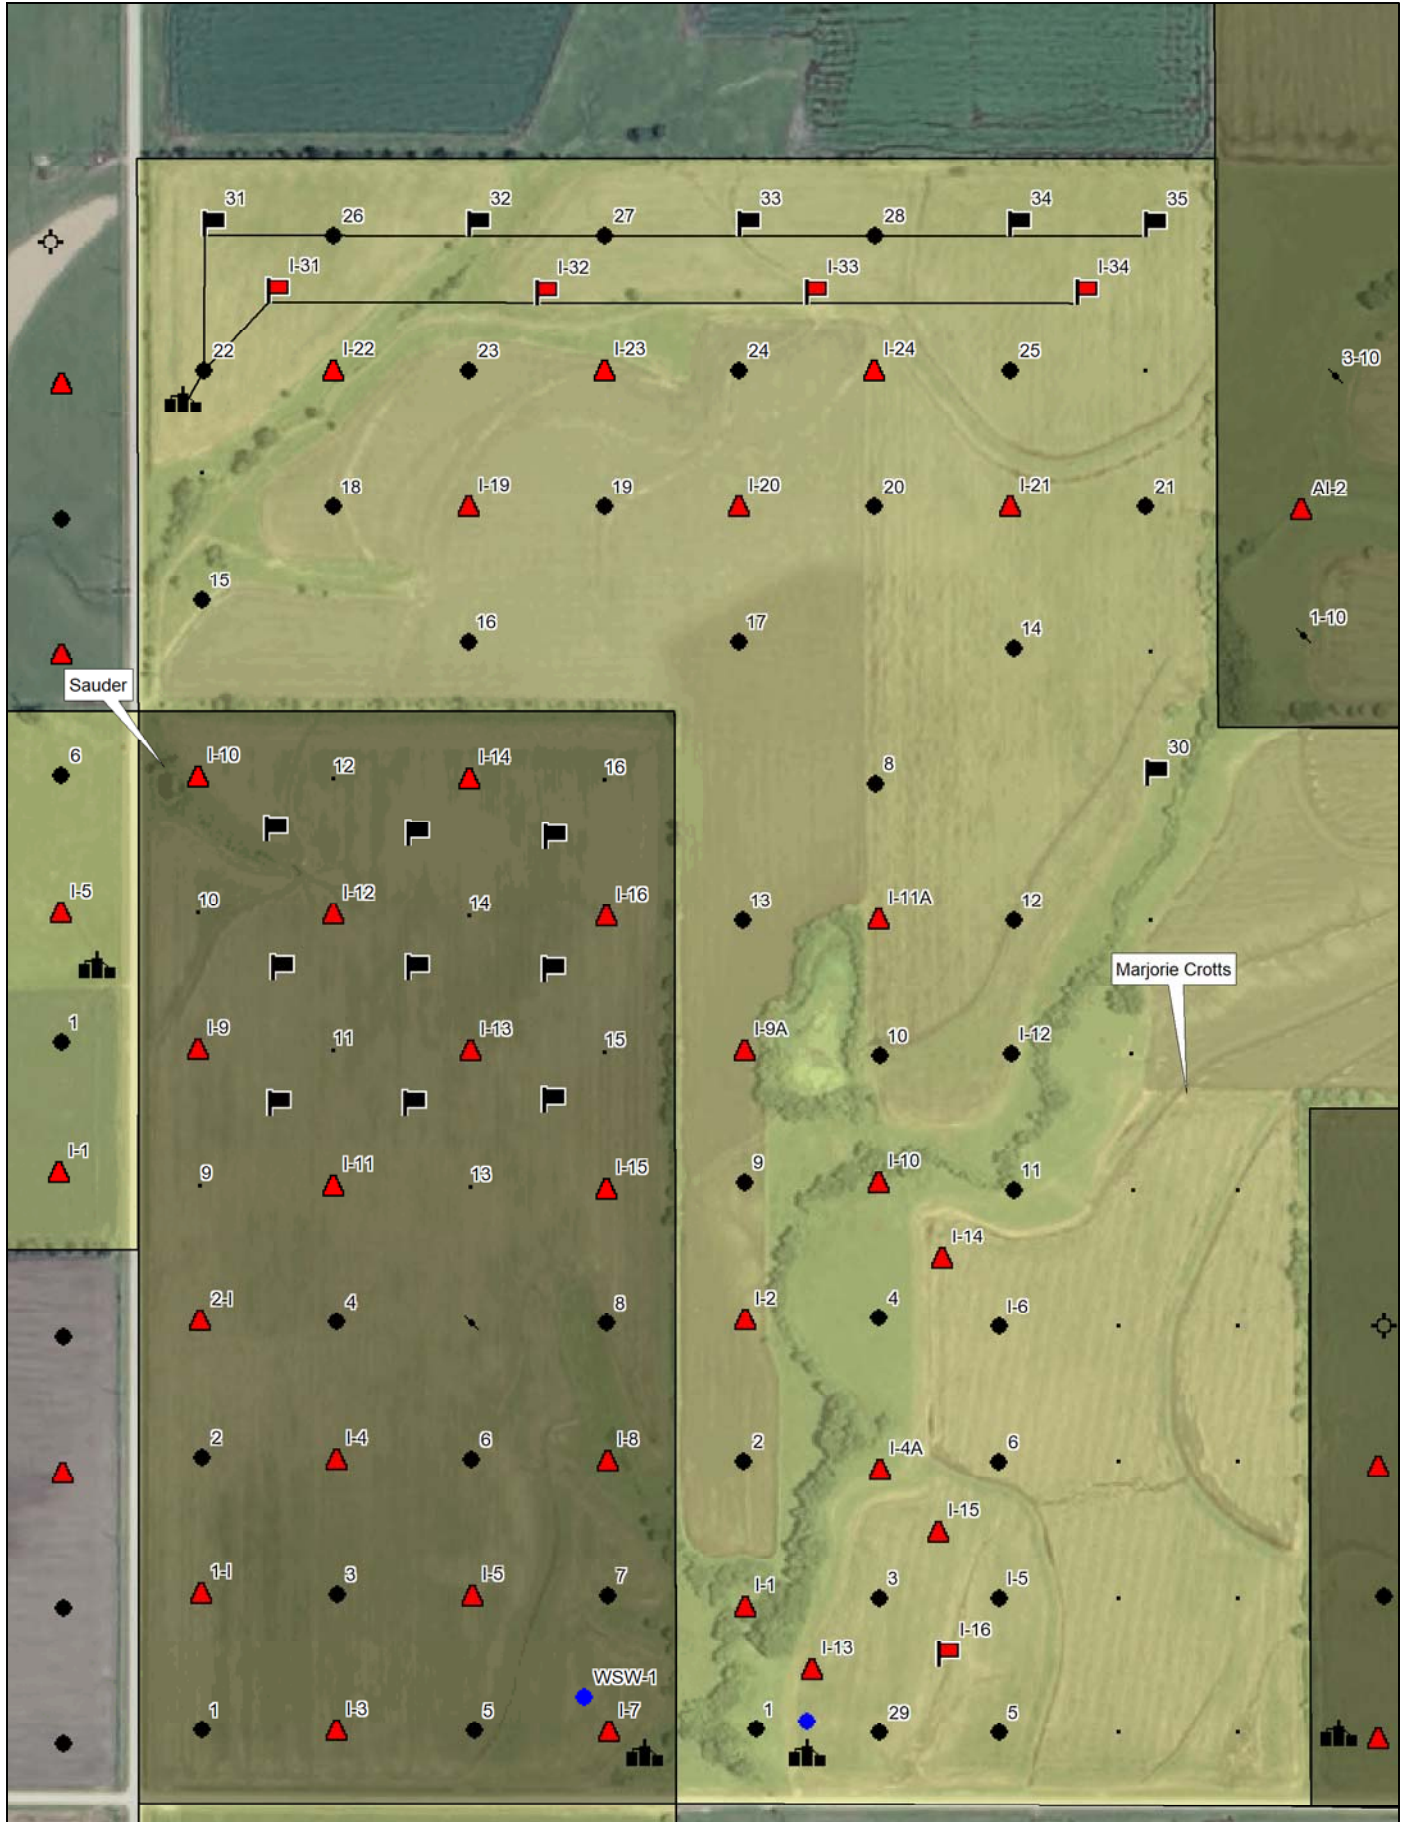 31
32
33
34
35
26
27
28
I-31
I-32
I-33
I-34
22
I-22
23
I-23
24
I-24
25
3-10
18
I-19
19
I-20
20
I-21
21
AI-2
15
16
17
14
1-10
Sauder
6
I-10
12
I-14
16
8
30
I-5
10
I-12
14
I-16
13
I-11A
12
Marjorie Crotts
1
I-9
11
I-13
15
I-9A
10
I-12
I-1
9
I-11
13
I-15
9
I-10
11
I-14
2-I
4
8
I-2
4
I-6
2
I-4
6
I-8
2
I-4A
6
I-15
1-I
3
I-5
7
I-1
3
I-5
I-16
I-13
WSW-1
1
I-3
5
I-7
1
29
5